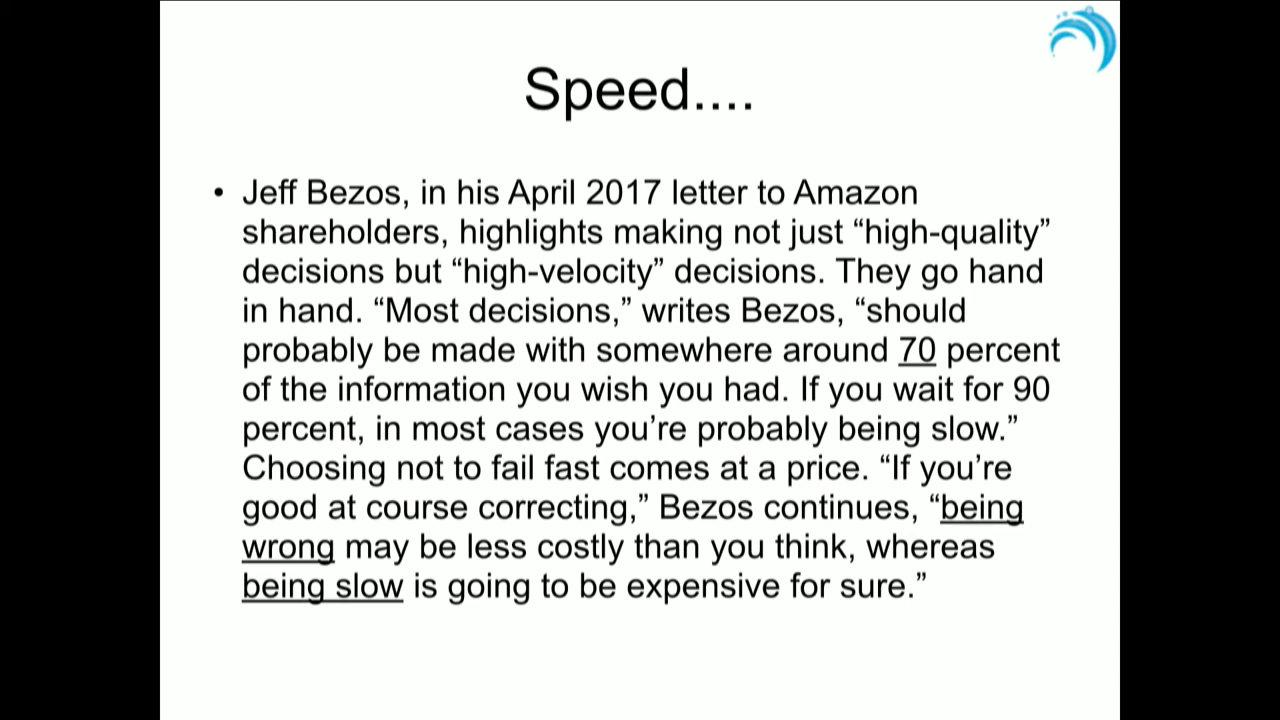 Speed....
• Jeff Bezos, in his April 2017 letter to Amazon
shareholders, highlights making not just “high-quality”
decisions but “high-velocity” decisions. They go hand
in hand. “Most decisions,” writes Bezos, “should
probably be made with somewhere around 70 percent
of the information you wish you had. If you wait for 90
percent, in most cases you’re probably being slow.”
Choosing not to fail fast comes at a price. “If you’re
good at course correcting,” Bezos continues, “being
wrong may be less costly than you think, whereas
being slow is going to be expensive for sure.”